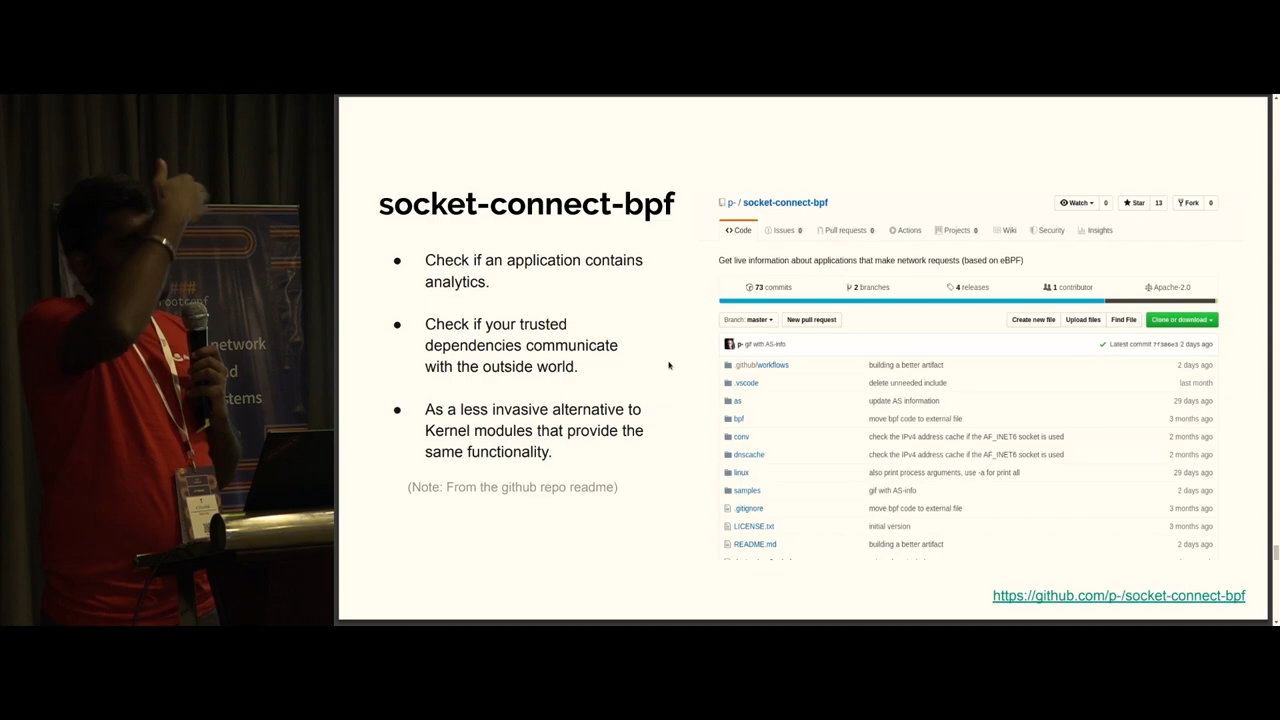 rootconf
network
nd
stems
socket-connect-bpf
● Check if an application contains
analytics.
● Check if your trusted
dependencies communicate
with the outside world.
● As a less invasive alternative to
Kernel modules that provide the
same functionality.
(Note: From the github repo readme)
p- / socket-connect-bpf
Watch 0 Star 13 Fork 0
Code Issues 0 Pull requests 0 Actions Projects 0 Wiki Security Insights
Get live information about applications that make network requests (based on eBPF)
73 commits 2 branches 4 releases 1 contributor Apache-2.0
Branch: master New pull request Create new file Upload files Find File Clone or download
p- gif with AS-info Latest commit 2 days ago
.github/workflows building a better artifact 2 days ago
.vscode delete unneeded include last month
as update AS information 29 days ago
bpf move bpf code to external file 3 months ago
conv check the IPv4 address cache if the AF_INET6 socket is used 2 months ago
dnscache check the IPv4 address cache if the AF_INET6 socket is used 2 months ago
linux also print process arguments, use -a for print all 29 days ago
samples gif with AS-info 2 days ago
.gitignore move bpf code to external file 3 months ago
LICENSE.txt initial version 3 months ago
README.md building a better artifact 2 days ago
https://github.com/p-/socket-connect-bpf